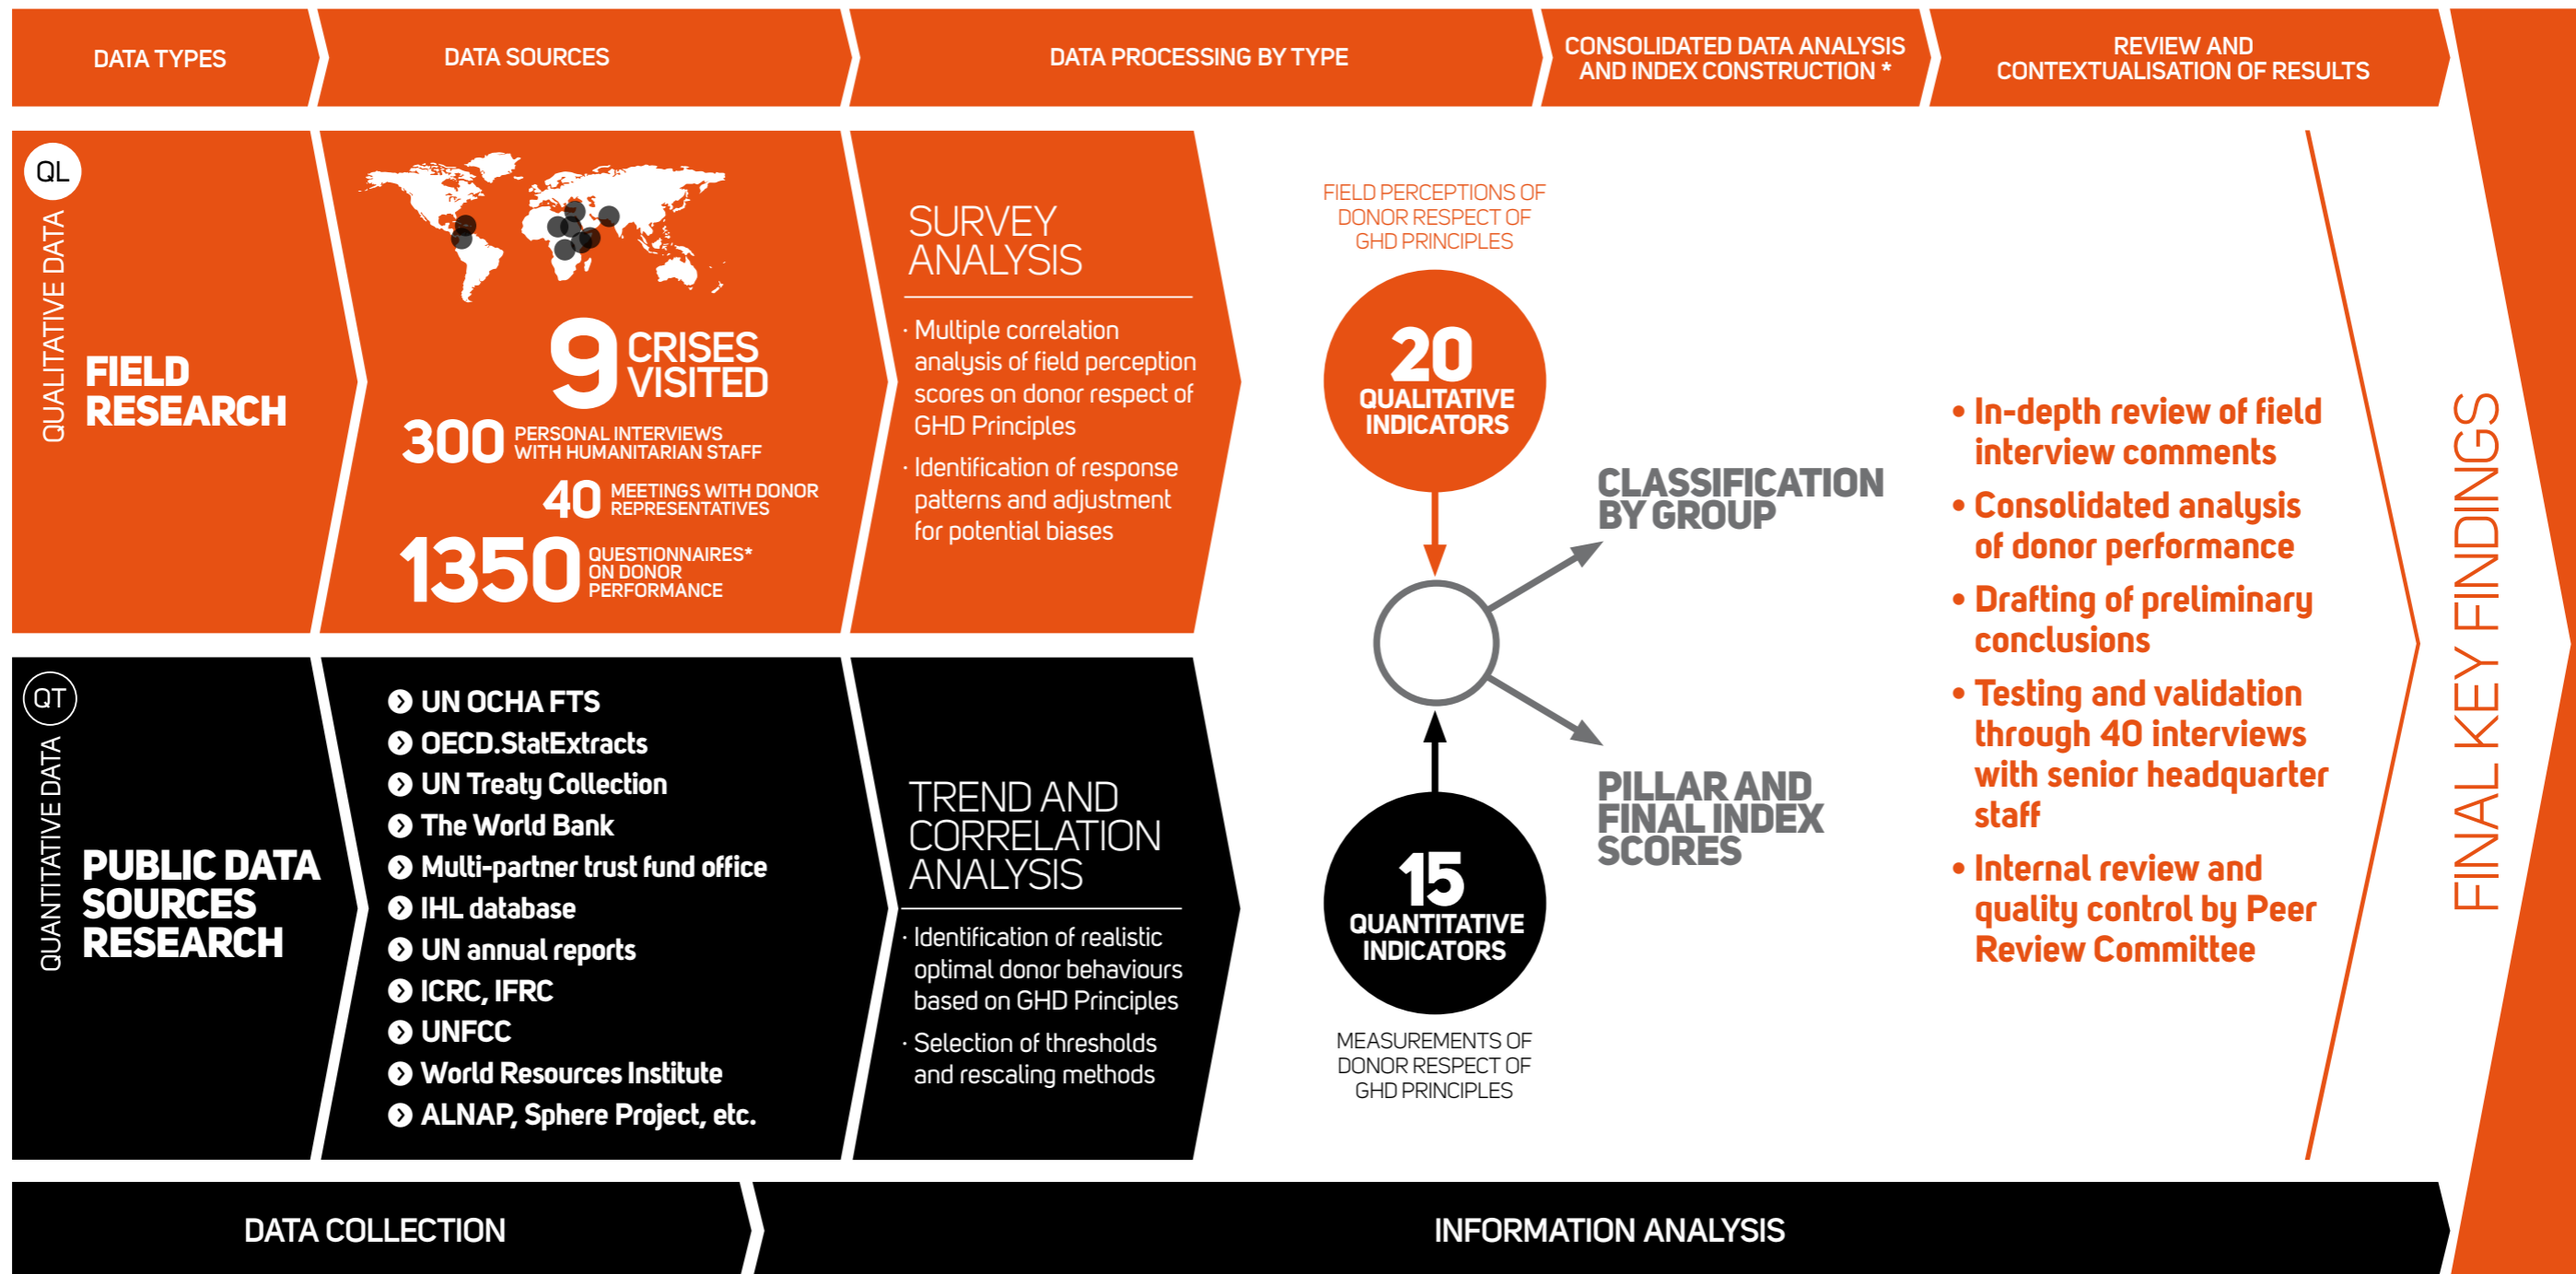 DATA TYPES
DATA SOURCES
DATA PROCESSING BY TYPE
CONSOLIDATED DATA ANALYSIS
AND INDEX CONSTRUCTION *
REVIEW AND
CONTEXTUALISATION OF RESULTS
QL
QUALITATIVE DATA
FIELD
RESEARCH
9 CRISES
VISITED
300 PERSONAL INTERVIEWS
WITH HUMANITARIAN STAFF
40 MEETINGS WITH DONOR
REPRESENTATIVES
1350 QUESTIONNAIRES*
ON DONOR
PERFORMANCE
SURVEY
ANALYSIS
· Multiple correlation
analysis of field perception
scores on donor respect of
GHD Principles
· Identification of response
patterns and adjustment
for potential biases
FIELD PERCEPTIONS OF
DONOR RESPECT OF
GHD PRINCIPLES
20
QUALITATIVE
INDICATORS
QT
QUANTITATIVE DATA
PUBLIC DATA
SOURCES
RESEARCH
UN OCHA FTS
OECD.StatExtracts
UN Treaty Collection
The World Bank
Multi-partner trust fund office
IHL database
UN annual reports
ICRC, IFRC
UNFCC
World Resources Institute
ALNAP, Sphere Project, etc.
TREND AND
CORRELATION
ANALYSIS
· Identification of realistic
optimal donor behaviours
based on GHD Principles
· Selection of thresholds
and rescaling methods
15
QUANTITATIVE
INDICATORS
MEASUREMENTS OF
DONOR RESPECT OF
GHD PRINCIPLES
CLASSIFICATION
BY GROUP
PILLAR AND
FINAL INDEX
SCORES
• In-depth review of field
interview comments
• Consolidated analysis
of donor performance
• Drafting of preliminary
conclusions
• Testing and validation
through 40 interviews
with senior headquarter
staff
• Internal review and
quality control by Peer
Review Committee
FINAL KEY FINDINGS
DATA COLLECTION
INFORMATION ANALYSIS